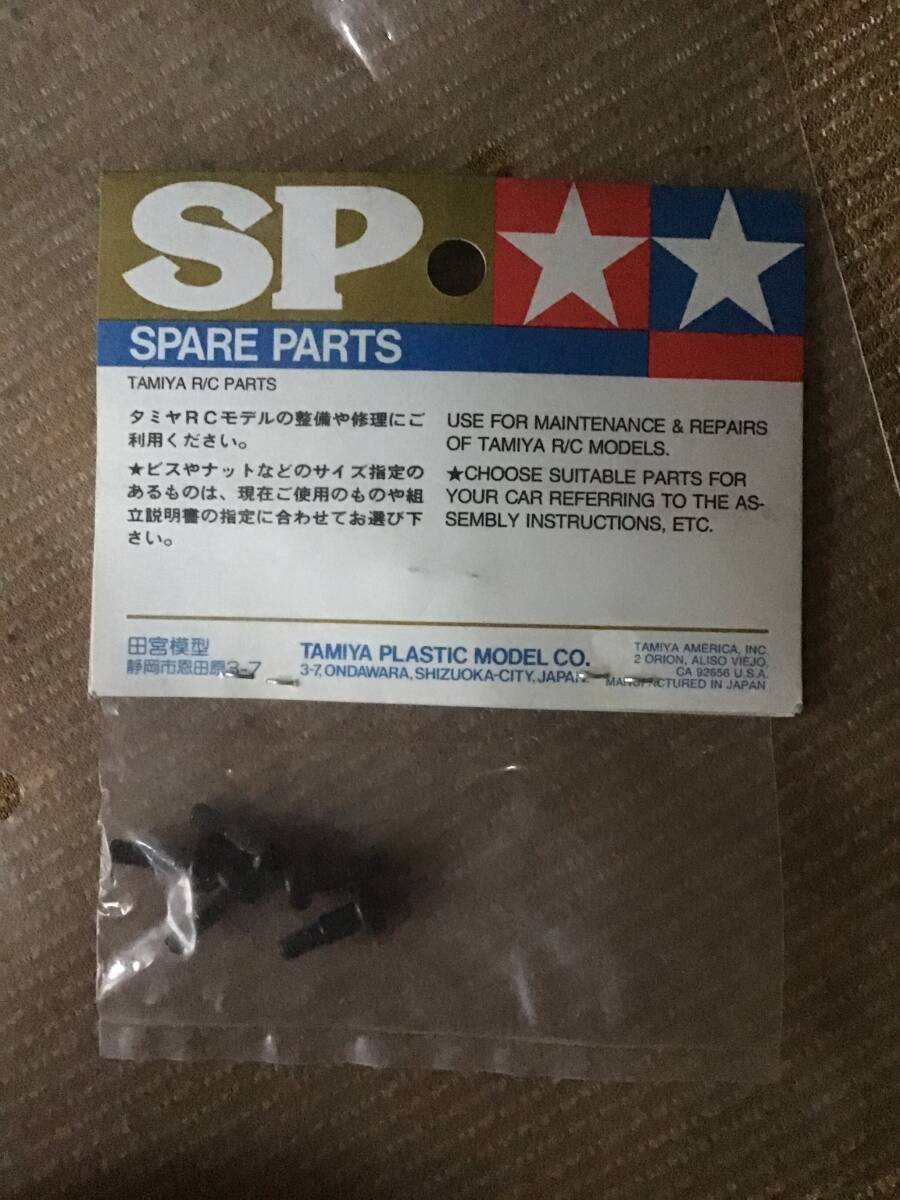 SP
SPARE PARTS
TAMIYA R/C PARTS
タミヤRCモデルの整備や修理にご
利用ください。
★ビスやナットなどのサイズ指定の
あるものは、現在ご使用のものや組
立説明書の指定に合わせてお選び下
さい。
USE FOR MAINTENANCE & REPAIRS
OF TAMIYA R/C MODELS.
★CHOOSE SUITABLE PARTS FOR
YOUR CAR REFERRING TO THE AS-
SEMBLY INSTRUCTIONS, ETC.
田宮模型
静岡市恩田原3-7
TAMIYA PLASTIC MODEL CO.
3-7, ONDAWARA, SHIZUOKA-CITY, JAPAN.
TAMIYA AMERICA, INC.
2 ORION, ALISO VIEJO,
CA 92656 U.S.A.
MANUFACTURED IN JAPAN